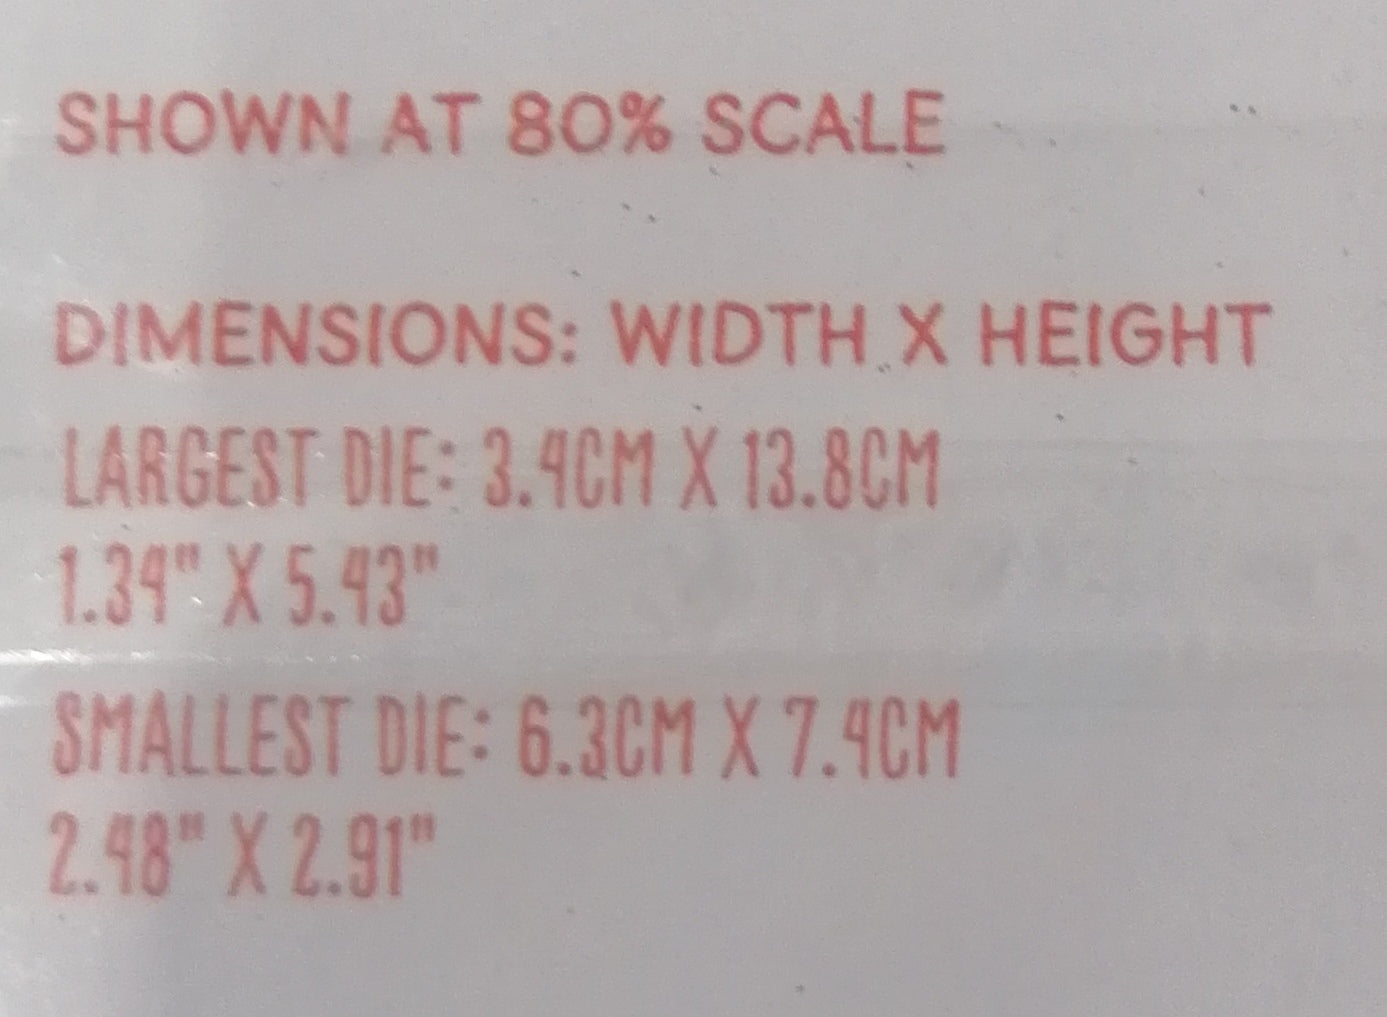 SHOWN AT 80% SCALE
DIMENSIONS: WIDTH X HEIGHT
LARGEST DIE: 3.4CM X 13.8CM
1.34" X 5.43"
SMALLEST DIE: 6.3CM X 7.4CM
2.48" X 2.91"